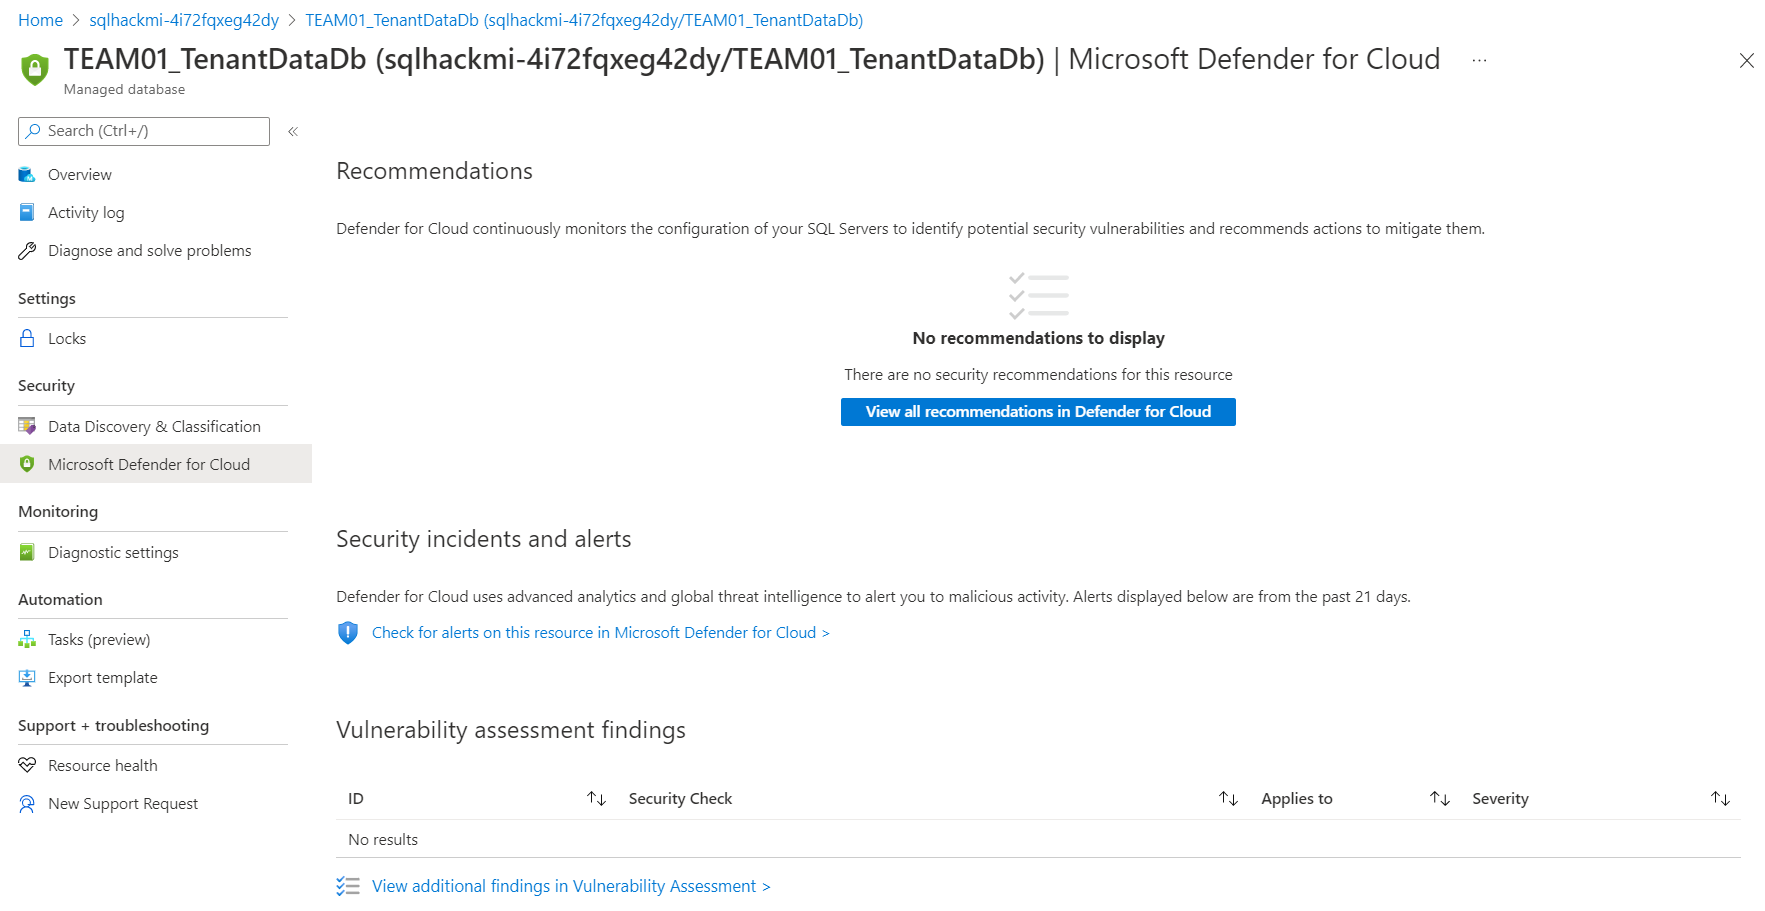 Home > sqlhackmi-4i72fqxeg42dy > TEAM01_TenantDataDb (sqlhackmi-4i72fqxeg42dy/TEAM01_TenantDataDb)
TEAM01_TenantDataDb (sqlhackmi-4i72fqxeg42dy/TEAM01_TenantDataDb) | Microsoft Defender for Cloud ...
Managed database
Search (Ctrl+/) «
Overview
Activity log
Diagnose and solve problems
Settings
Locks
Security
Data Discovery & Classification
Microsoft Defender for Cloud
Monitoring
Diagnostic settings
Automation
Tasks (preview)
Export template
Support + troubleshooting
Resource health
New Support Request
Recommendations
Defender for Cloud continuously monitors the configuration of your SQL Servers to identify potential security vulnerabilities and recommends actions to mitigate them.
No recommendations to display
There are no security recommendations for this resource
View all recommendations in Defender for Cloud
Security incidents and alerts
Defender for Cloud uses advanced analytics and global threat intelligence to alert you to malicious activity. Alerts displayed below are from the past 21 days.
Check for alerts on this resource in Microsoft Defender for Cloud >
Vulnerability assessment findings
ID ↑↓ Security Check ↑↓ Applies to ↑↓ Severity ↑↓
No results
View additional findings in Vulnerability Assessment >